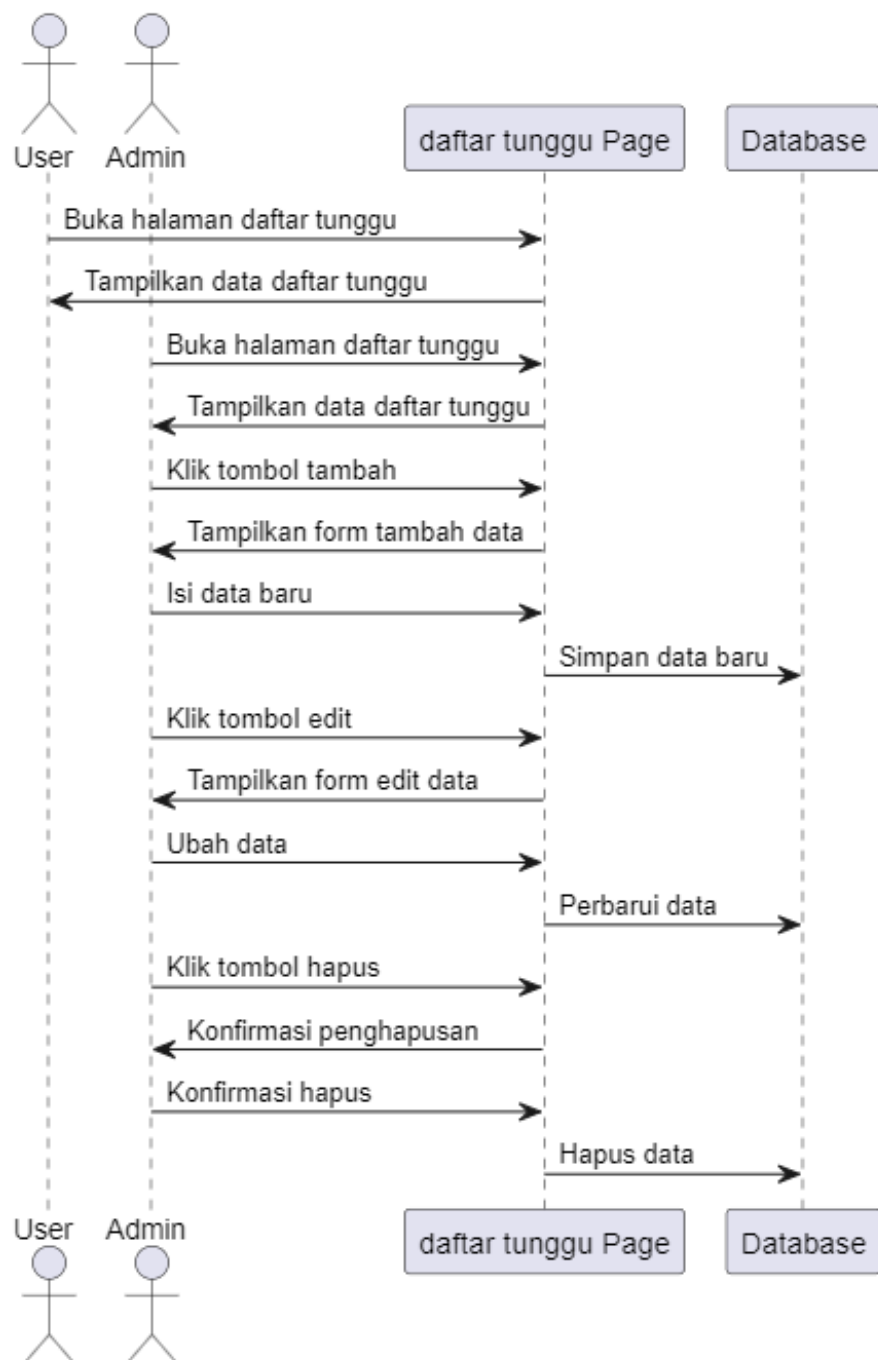 User
Admin
daftar tunggu Page
Database
Buka halaman daftar tunggu
Tampilkan data daftar tunggu
Buka halaman daftar tunggu
Tampilkan data daftar tunggu
Klik tombol tambah
Tampilkan form tambah data
Isi data baru
Simpan data baru
Klik tombol edit
Tampilkan form edit data
Ubah data
Perbarui data
Klik tombol hapus
Konfirmasi penghapusan
Konfirmasi hapus
Hapus data
User
Admin
daftar tunggu Page
Database